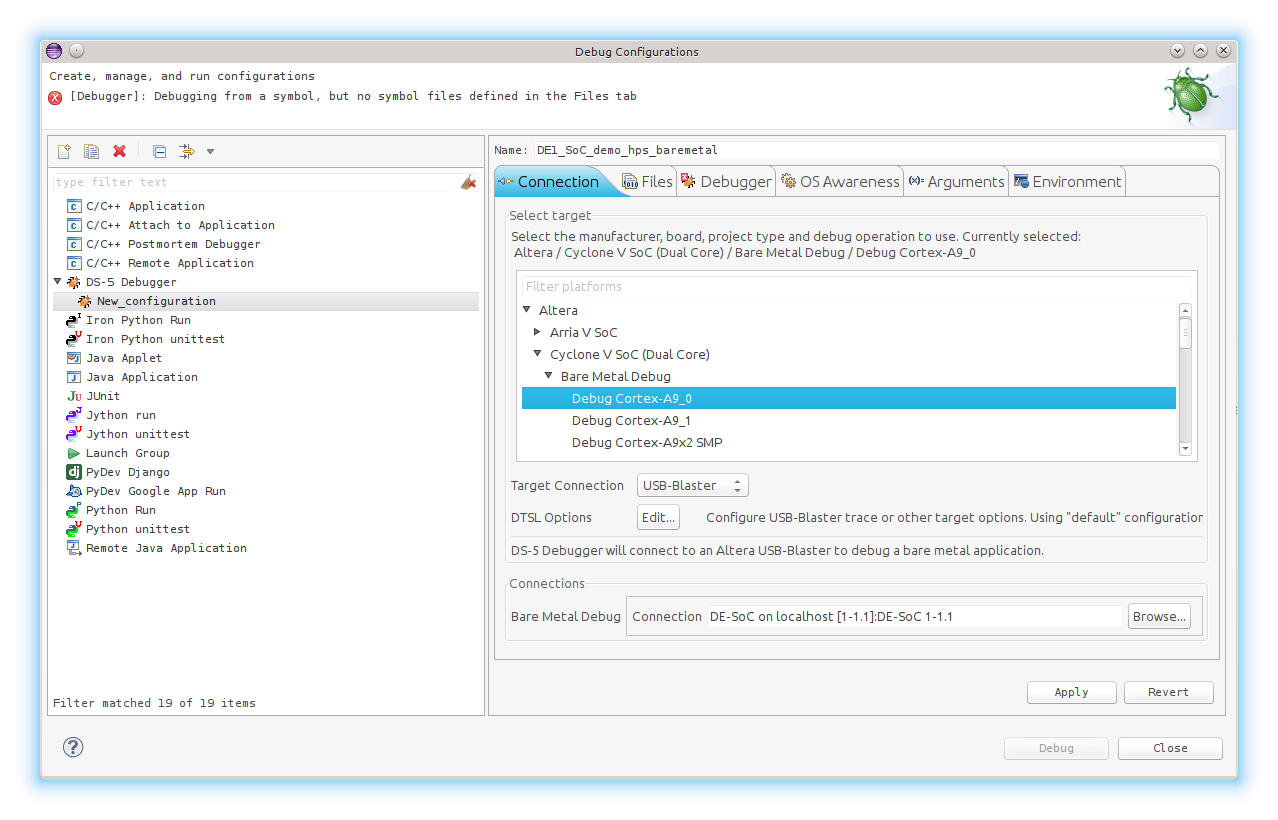 Debug Configurations
Create, manage, and run configurations
[Debugger]: Debugging from a symbol, but no symbol files defined in the Files tab
type filter text
C/C++ Application
C/C++ Attach to Application
C/C++ Postmortem Debugger
C/C++ Remote Application
DS-5 Debugger
New_configuration
Iron Python Run
Iron Python unittest
Java Applet
Java Application
JUnit
Jython run
Jython unittest
Launch Group
PyDev Django
PyDev Google App Run
Python Run
Python unittest
Remote Java Application
Filter matched 19 of 19 items
Name: DE1_SoC_demo_hps_baremetal
Connection Files Debugger OS Awareness Arguments Environment
Select target
Select the manufacturer, board, project type and debug operation to use. Currently selected:
Altera / Cyclone V SoC (Dual Core) / Bare Metal Debug / Debug Cortex-A9_0
Filter platforms
Altera
Arria V SoC
Cyclone V SoC (Dual Core)
Bare Metal Debug
Debug Cortex-A9_0
Debug Cortex-A9_1
Debug Cortex-A9x2 SMP
Target Connection USB-Blaster
DTSL Options Edit... Configure USB-Blaster trace or other target options. Using "default" configuration
DS-5 Debugger will connect to an Altera USB-Blaster to debug a bare metal application.
Connections
Bare Metal Debug Connection DE-SoC on localhost [1-1.1]:DE-SoC 1-1.1 Browse...
Apply Revert
Debug Close